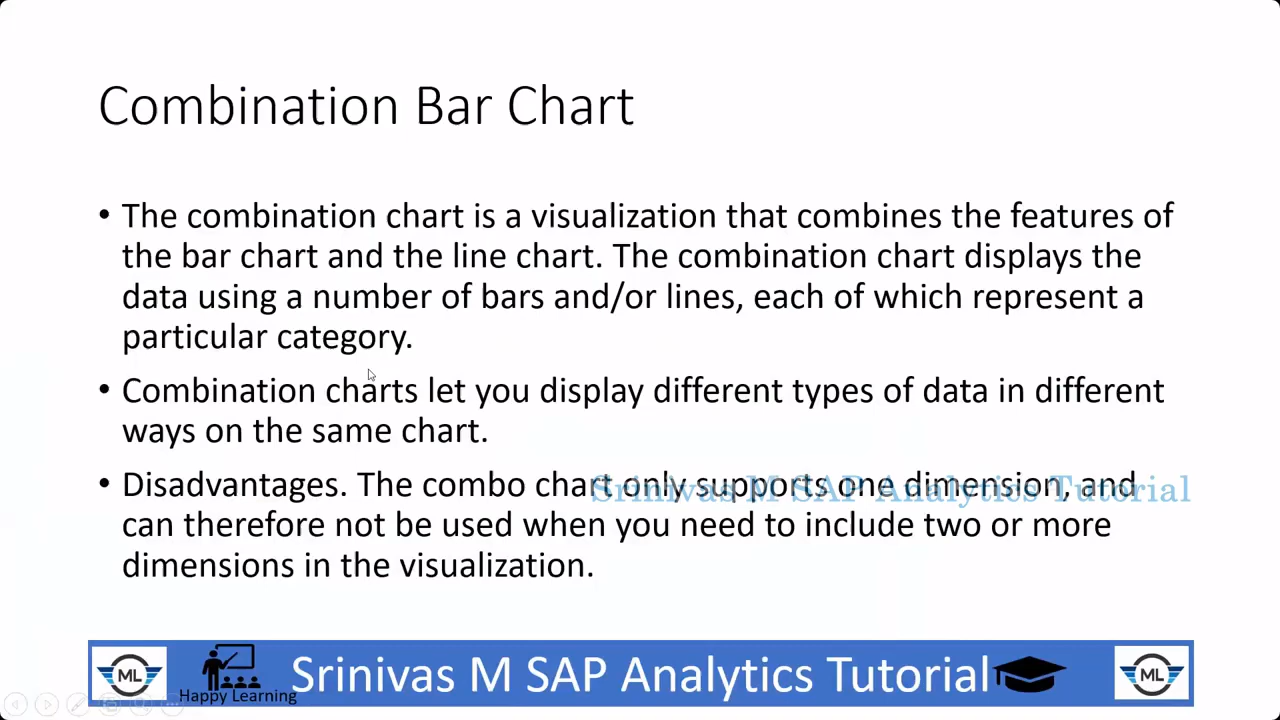 Combination Bar Chart
• The combination chart is a visualization that combines the features of
the bar chart and the line chart. The combination chart displays the
data using a number of bars and/or lines, each of which represent a
particular category.
• Combination charts let you display different types of data in different
ways on the same chart.
• Disadvantages. The combo chart only supports one dimension, and
Srinivas M SAP Analytics Tutorial
can therefore not be used when you need to include two or more
dimensions in the visualization.
ML
Happy Learning
Srinivas M SAP Analytics Tutorial
ML